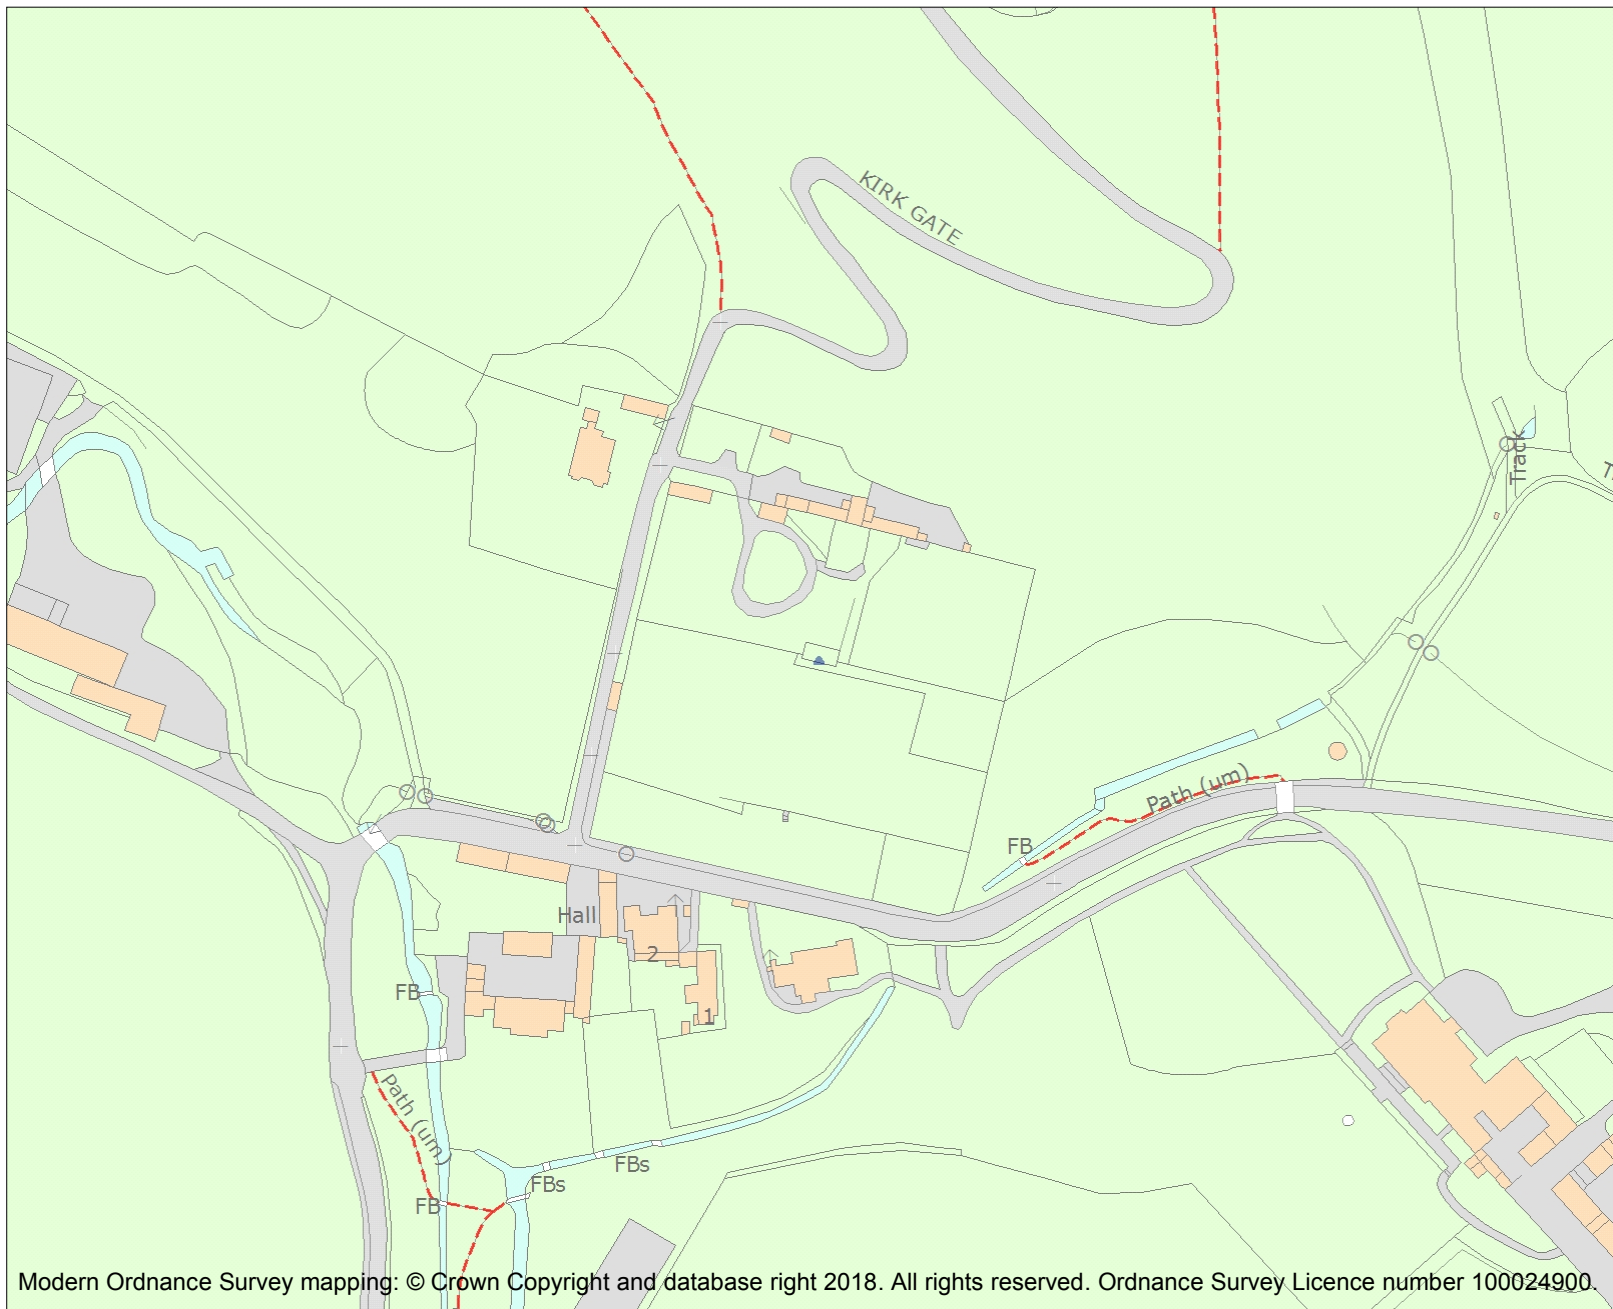 KIRK GATE
Track
Path (um)
FB
Hall
2
FB
1
Path (um)
FBs
FBs
FB
Modern Ordnance Survey mapping: © Crown Copyright and database right 2018. All rights reserved. Ordnance Survey Licence number 100024900.